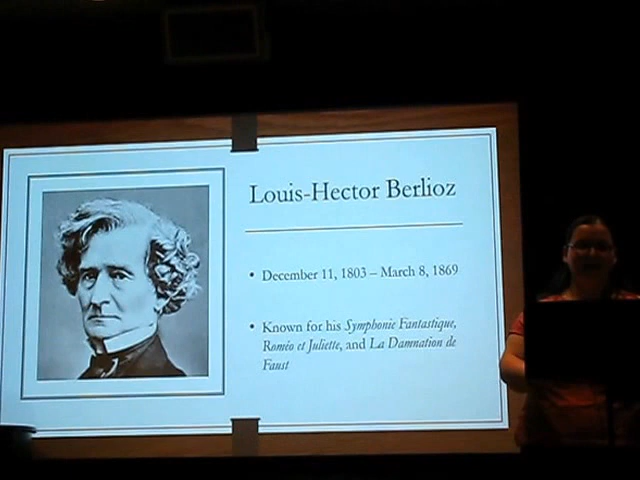 Louis-Hector Berlioz
• December 11, 1803 – March 8, 1869
• Known for his Symphonie Fantastique,
Roméo et Juliette, and La Damnation de
Faust